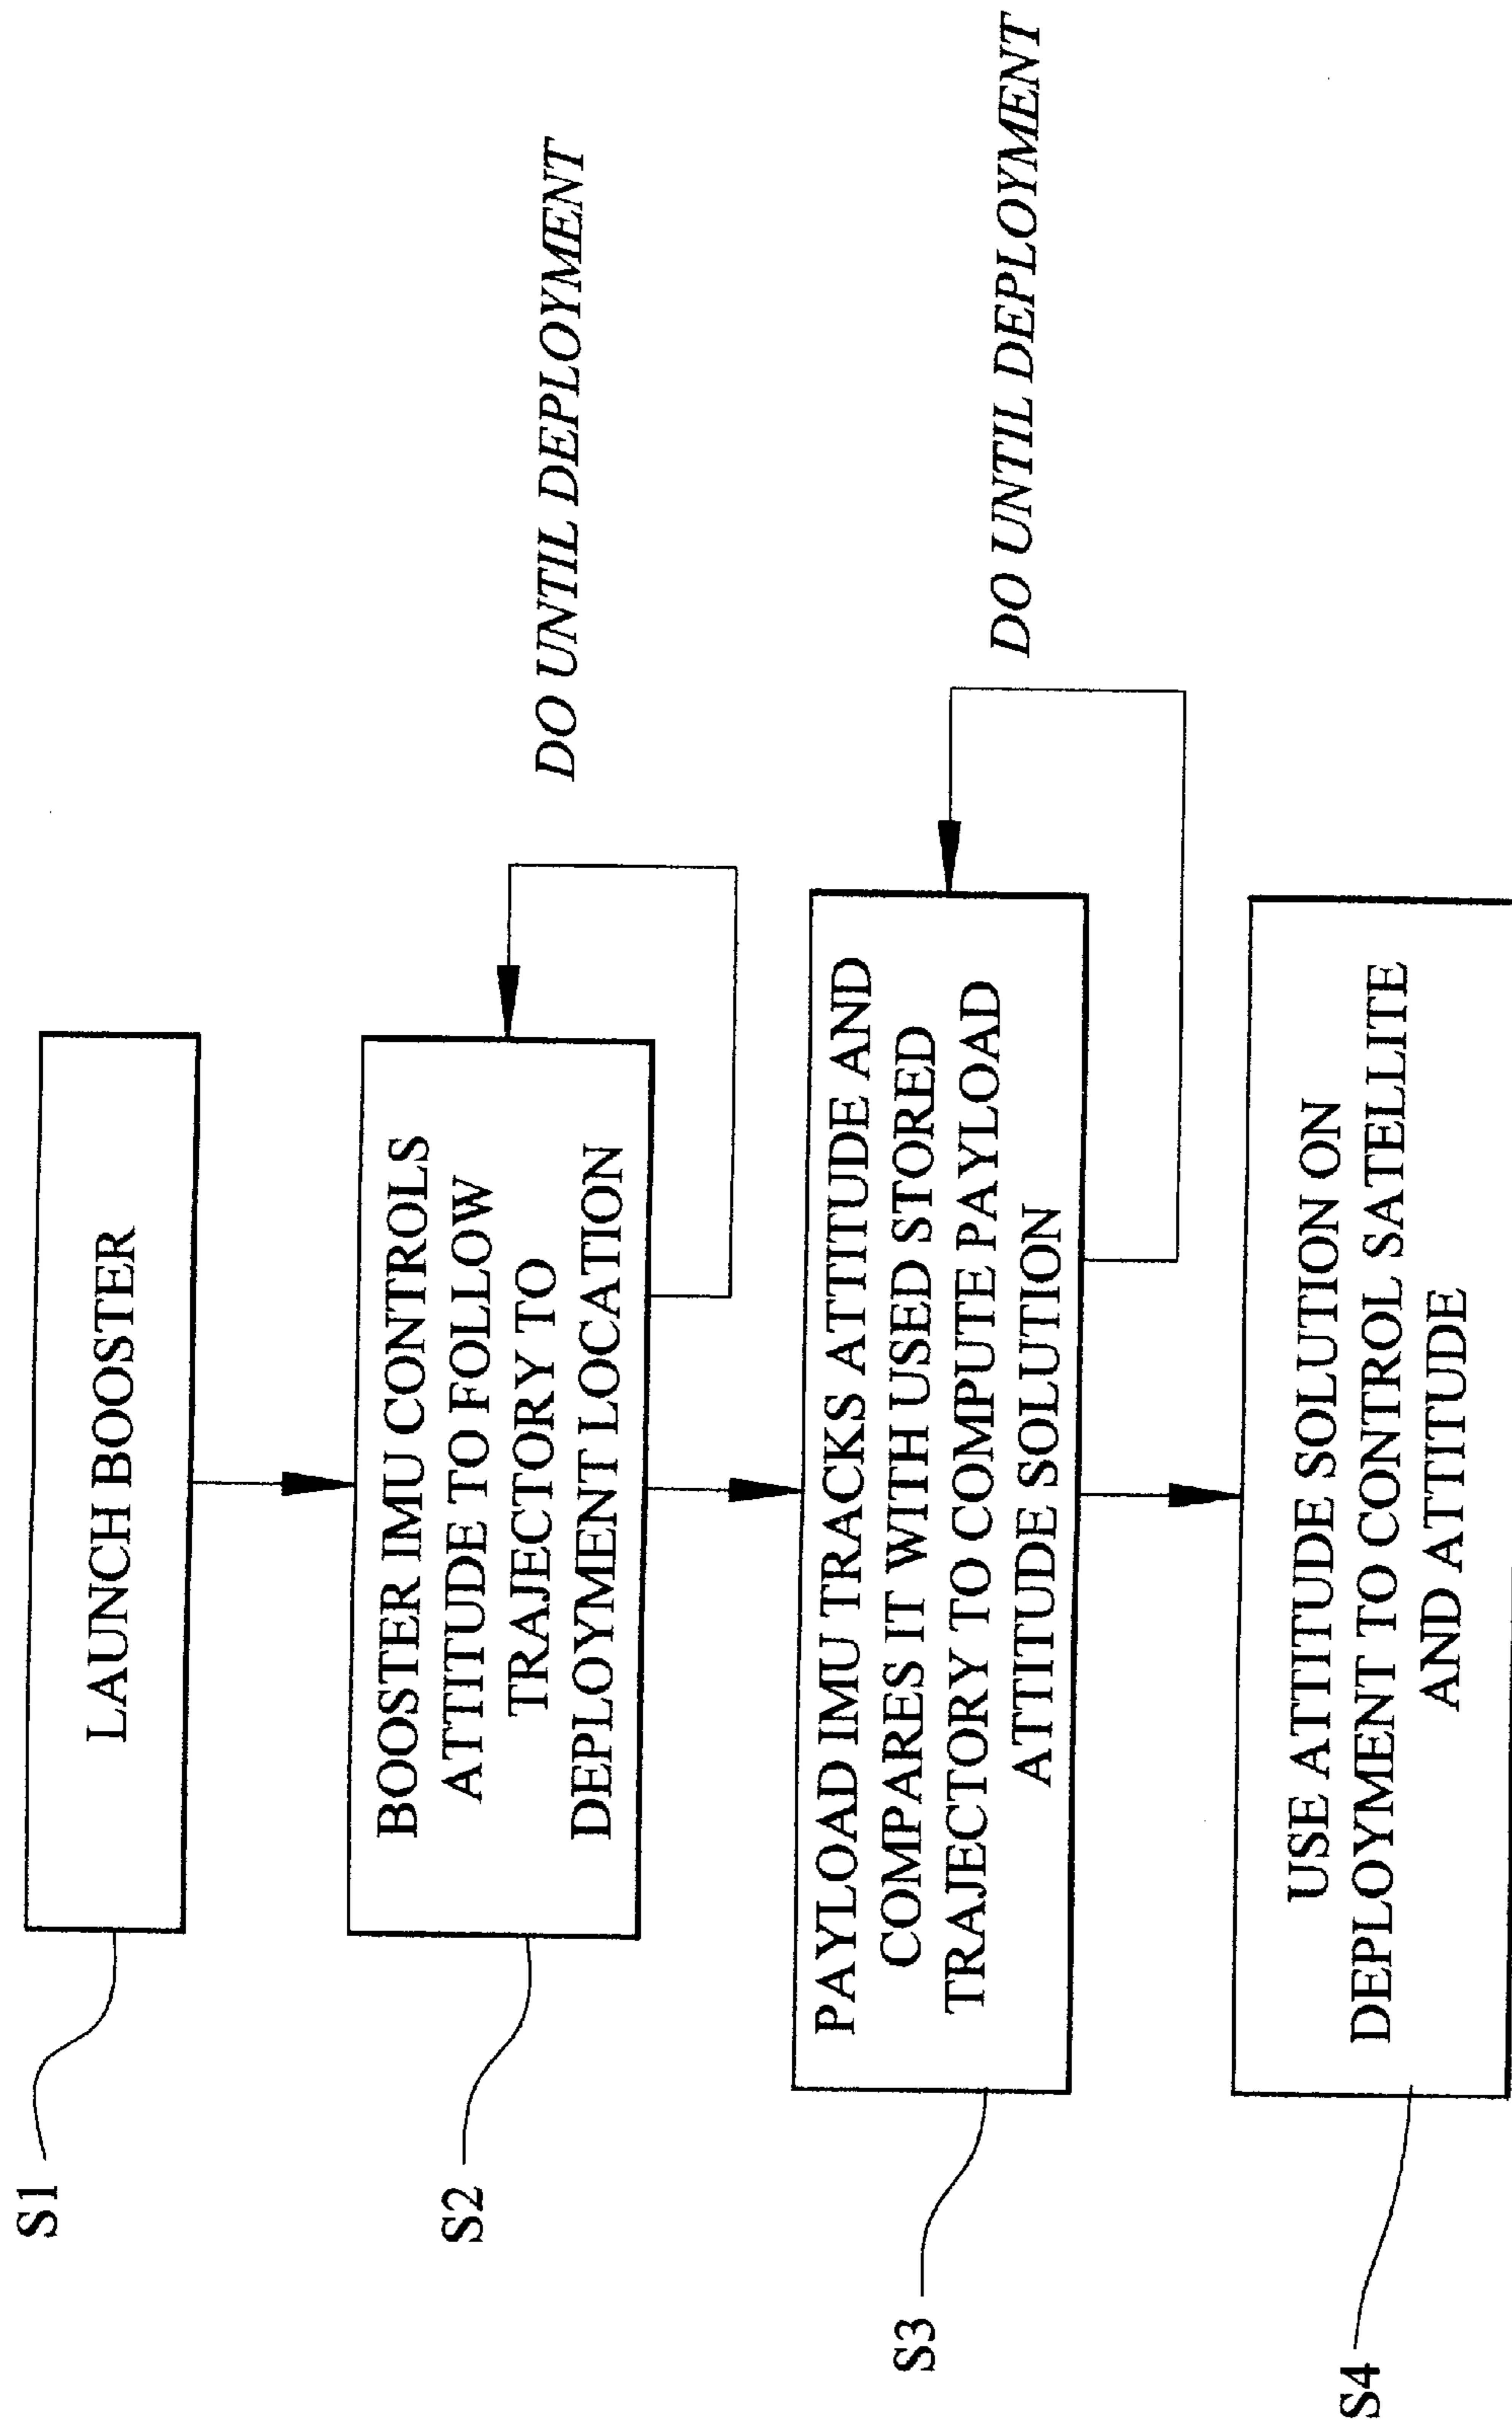 S1
LAUNCH BOOSTER
S2
BOOSTER IMU CONTROLS
ATTITUDE TO FOLLOW
TRAJECTORY TO
DEPLOYMENT LOCATION
DO UNTIL DEPLOYMENT
S3
PAYLOAD IMU TRACKS ATTITUDE AND
COMPARES IT WITH USED STORED
TRAJECTORY TO COMPUTE PAYLOAD
ATTITUDE SOLUTION
DO UNTIL DEPLOYMENT
S4
USE ATTITUDE SOLUTION ON
DEPLOYMENT TO CONTROL SATELLITE
AND ATTITUDE